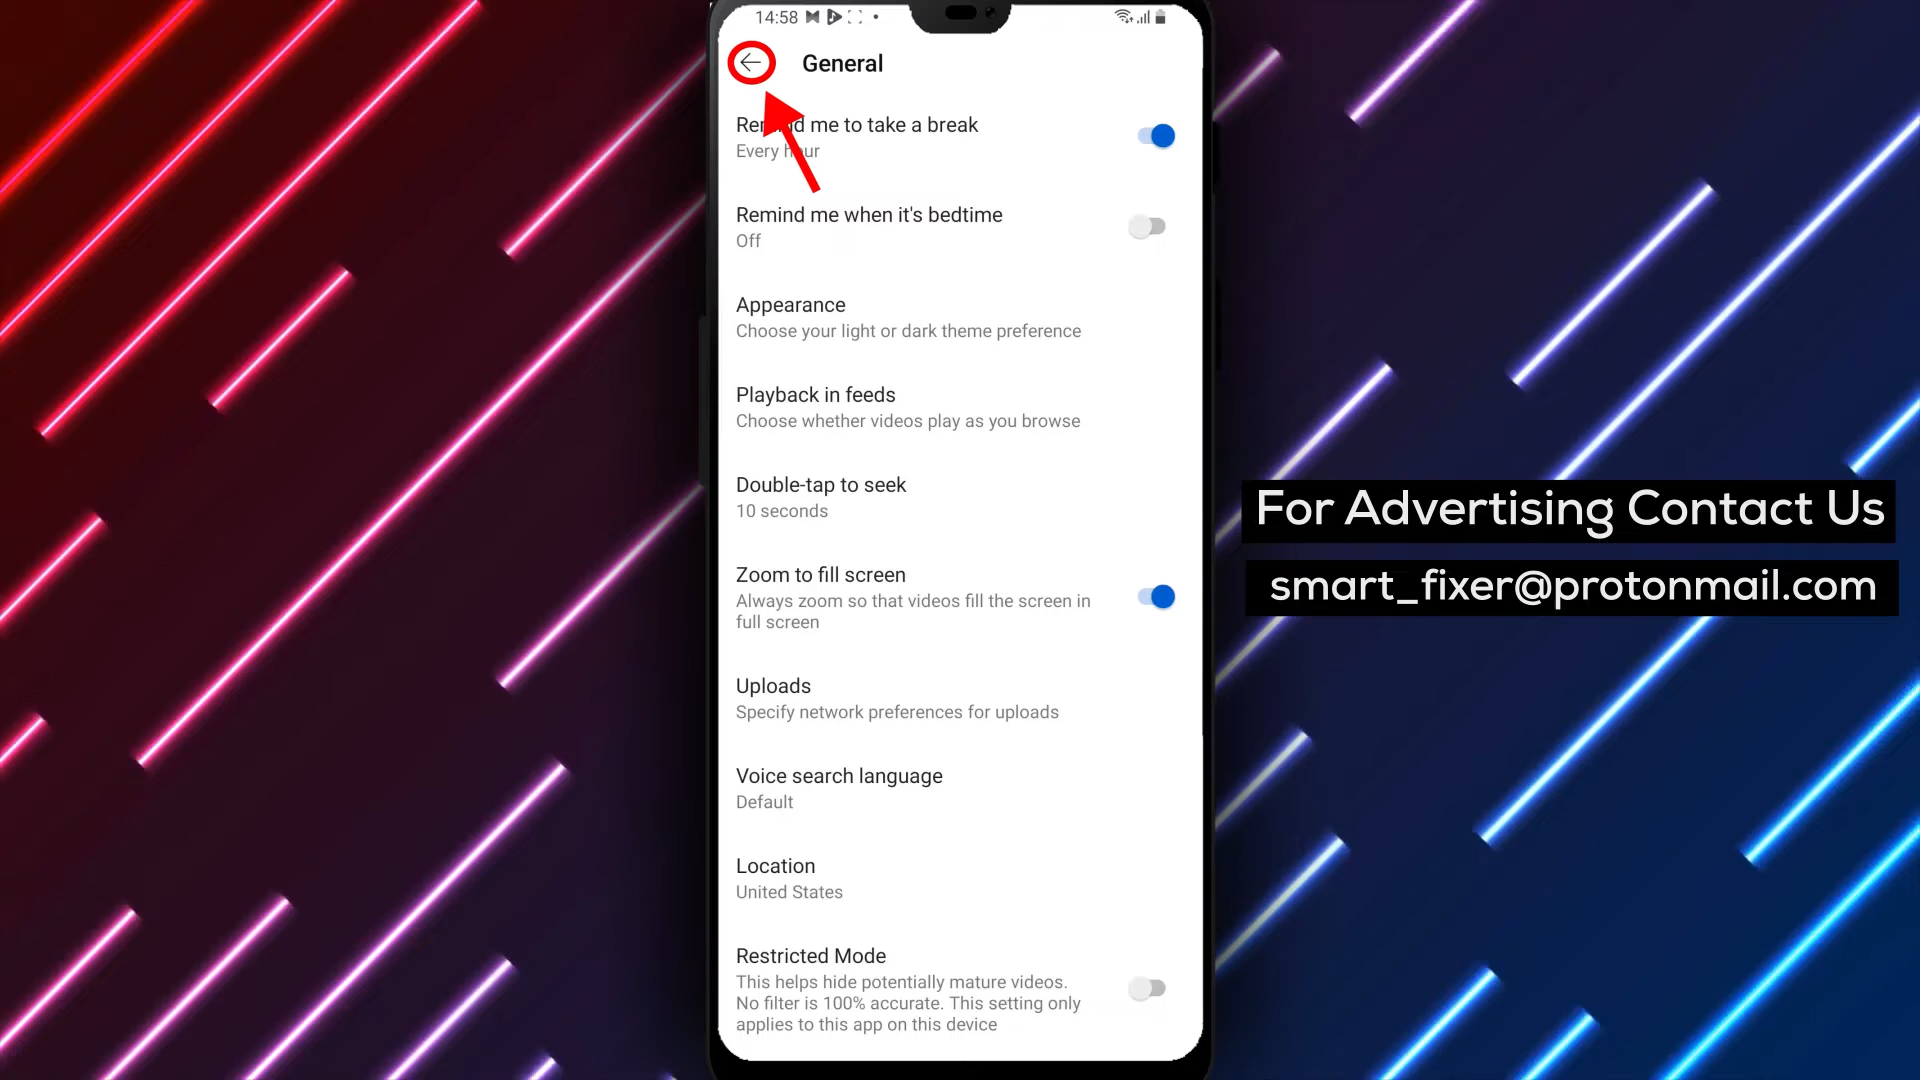 14:58
General
Remind me to take a break
Every hour
Remind me when it's bedtime
Off
Appearance
Choose your light or dark theme preference
Playback in feeds
Choose whether videos play as you browse
Double-tap to seek
10 seconds
Zoom to fill screen
Always zoom so that videos fill the screen in
full screen
Uploads
Specify network preferences for uploads
Voice search language
Default
Location
United States
Restricted Mode
This helps hide potentially mature videos.
No filter is 100% accurate. This setting only
applies to this app on this device
For Advertising Contact Us
smart_fixer@protonmail.com